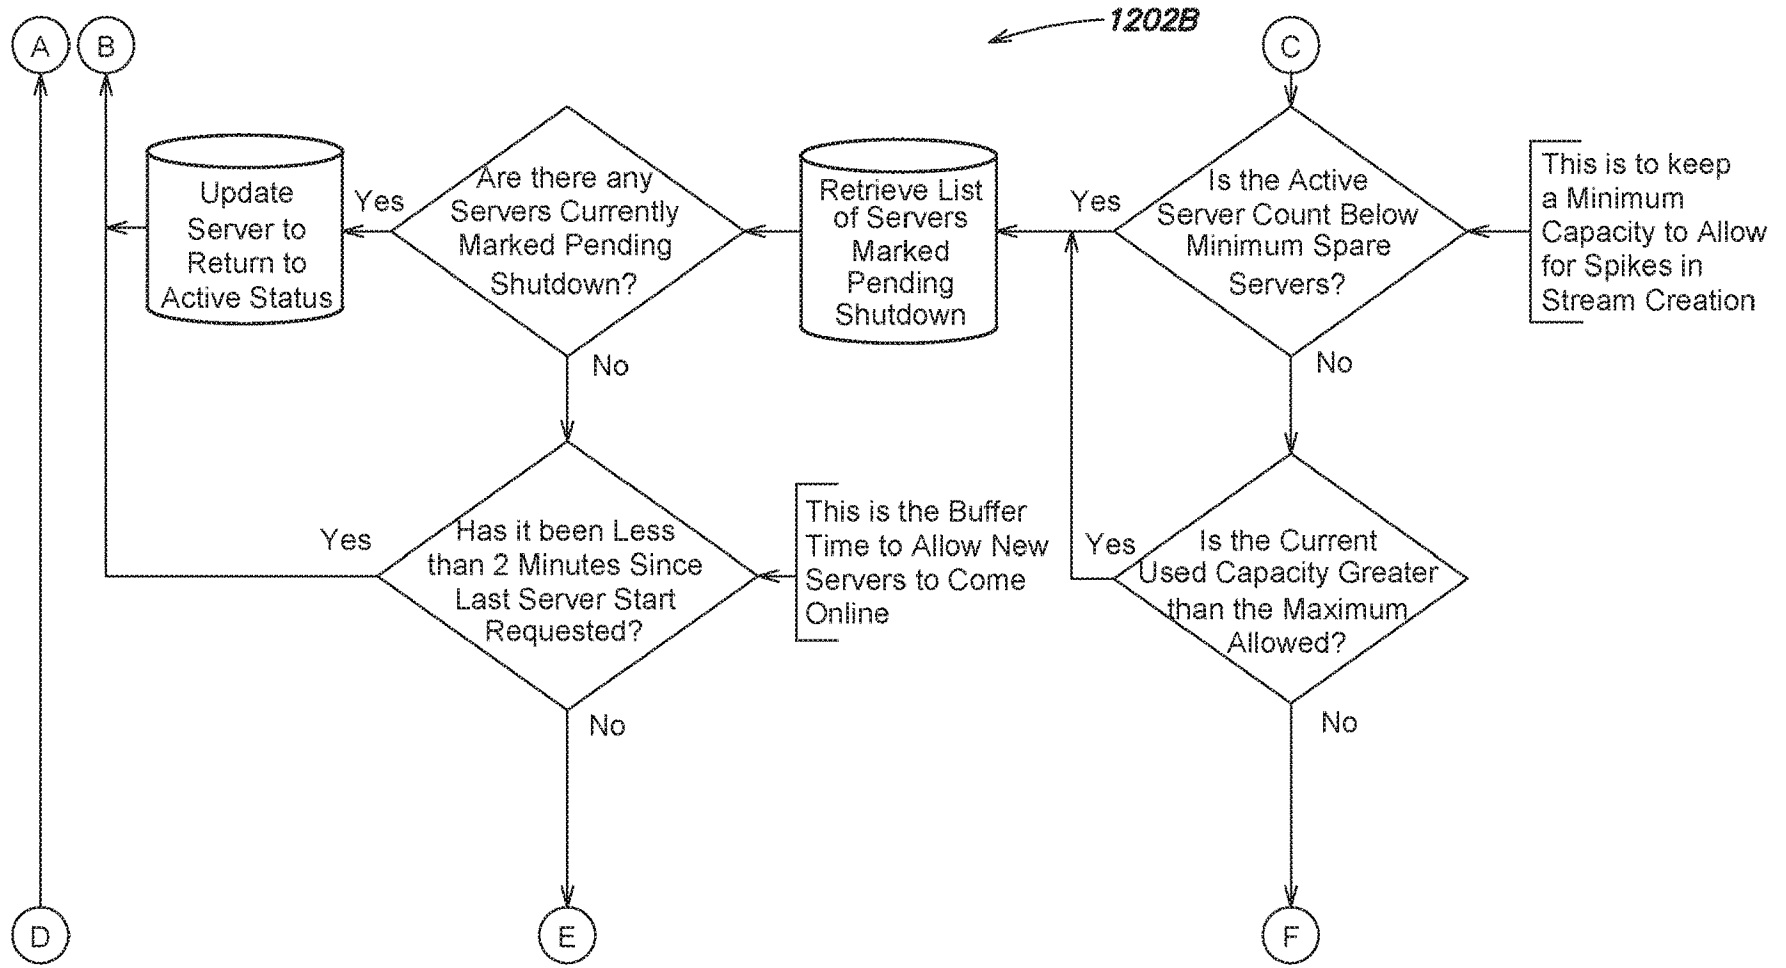 1202B
A
B
C
Update
Server to
Return to
Active Status
Yes
Are there any
Servers Currently
Marked Pending
Shutdown?
No
Retrieve List
of Servers
Marked
Pending
Shutdown
Yes
Is the Active
Server Count Below
Minimum Spare
Servers?
No
This is to keep
a Minimum
Capacity to Allow
for Spikes in
Stream Creation
Yes
Has it been Less
than 2 Minutes Since
Last Server Start
Requested?
No
This is the Buffer
Time to Allow New
Servers to Come
Online
Yes
Is the Current
Used Capacity Greater
than the Maximum
Allowed?
No
D
E
F